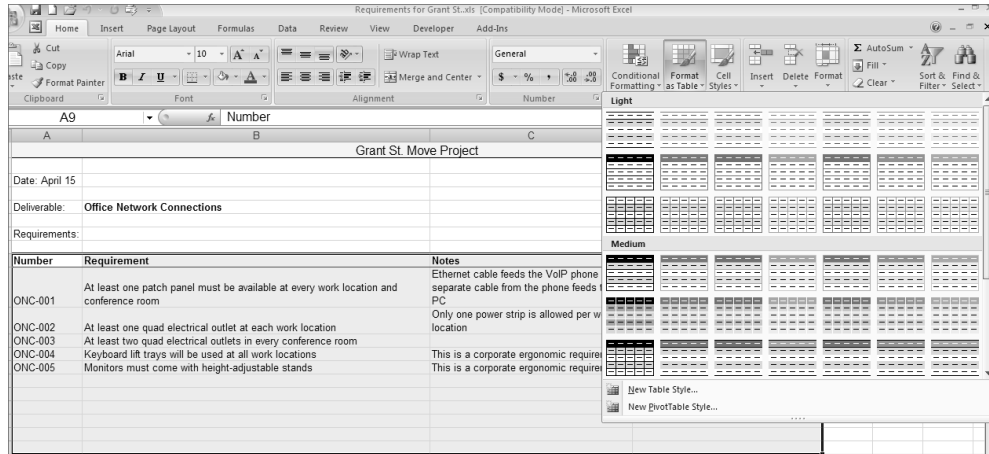 Requirements for Grant St..xls [Compatibility Mode] - Microsoft Excel
Home Insert Page Layout Formulas Data Review View Developer Add-Ins
Cut
Copy
Format Painter
Clipboard
Arial 10
B I U
Font
Wrap Text
Merge and Center
Alignment
General
$ % ,
Number
Conditional Formatting
Format as Table
Cell Styles
Insert Delete Format
Σ AutoSum
Fill
Clear
Sort & Filter
Find & Select
A9 fx Number
A B C
Grant St. Move Project
Date: April 15
Deliverable: Office Network Connections
Requirements:
Number Requirement Notes
ONC-001 At least one patch panel must be available at every work location and conference room Ethernet cable feeds the VoIP phone separate cable from the phone feeds PC
ONC-002 At least one quad electrical outlet at each work location Only one power strip is allowed per location
ONC-003 At least two quad electrical outlets in every conference room
ONC-004 Keyboard lift trays will be used at all work locations This is a corporate ergonomic
ONC-005 Monitors must come with height-adjustable stands This is a corporate ergonomic
Light
Medium
New Table Style...
New PivotTable Style...